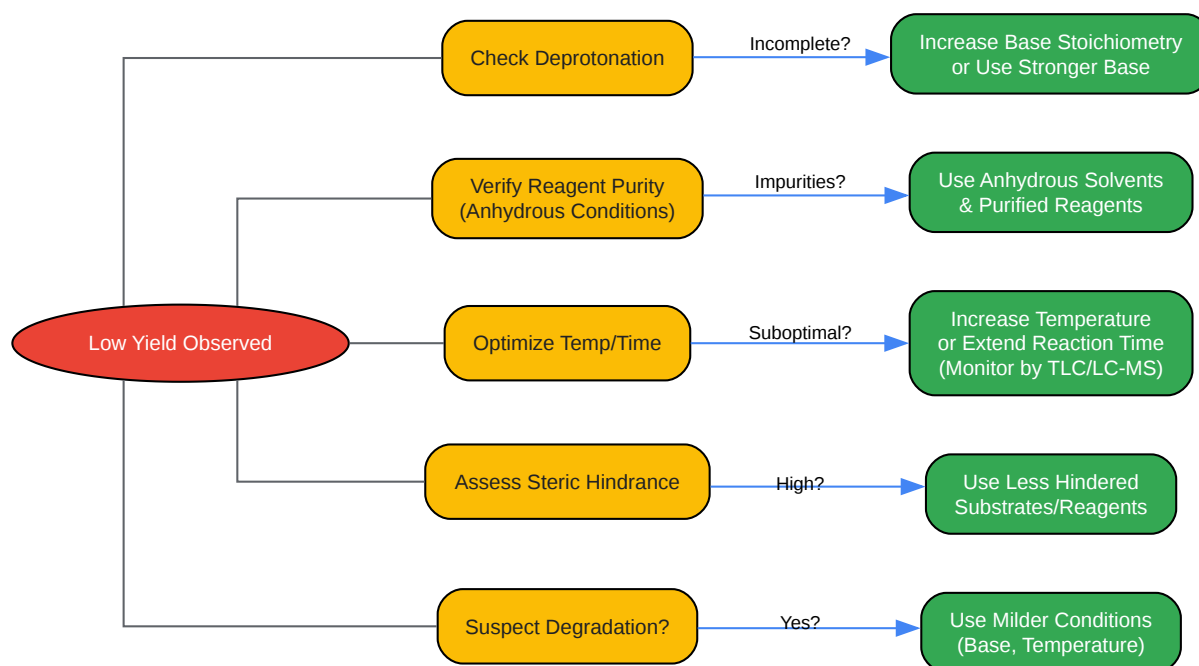 Check Deprotonation
Incomplete?
Increase Base Stoichiometry
or Use Stronger Base
Verify Reagent Purity
(Anhydrous Conditions)
Impurities?
Use Anhydrous Solvents
& Purified Reagents
Low Yield Observed
Optimize Temp/Time
Suboptimal?
Increase Temperature
or Extend Reaction Time
(Monitor by TLC/LC-MS)
Assess Steric Hindrance
High?
Use Less Hindered
Substrates/Reagents
Suspect Degradation?
Yes?
Use Milder Conditions
(Base, Temperature)